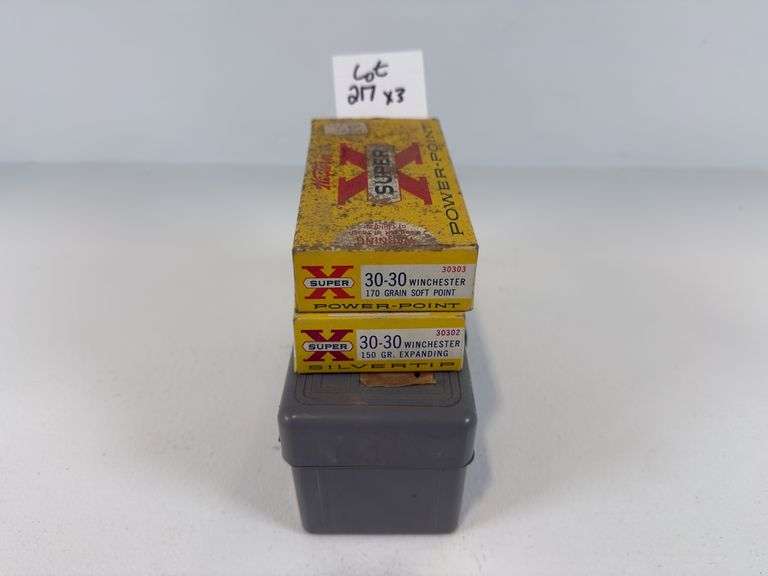 Lot
217 x3
Western
SUPER X
POWER-POINT
WARNING
30303
SUPER X
30-30 WINCHESTER
170 GRAIN SOFT POINT
POWER-POINT
30302
SUPER X
30-30 WINCHESTER
150 GR. EXPANDING
SILVERTIP